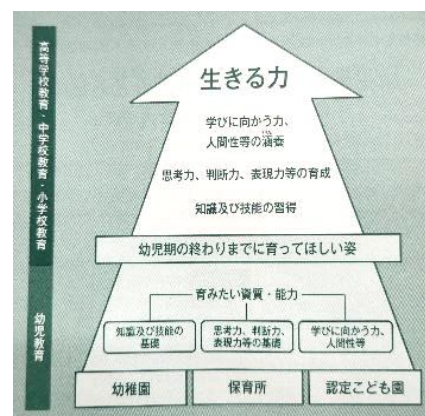 高等学校教育・中学校教育・小学校教育
幼児教育
生きる力
学びに向かう力、
人間性等の涵養
思考力、判断力、表現力等の育成
知識及び技能の習得
幼児期の終わりまでに育ってほしい姿
育みたい資質・能力
知識及び技能の
基礎
思考力、判断力、
表現力等の基礎
学びに向かう力、
人間性等
幼稚園
保育所
認定こども園